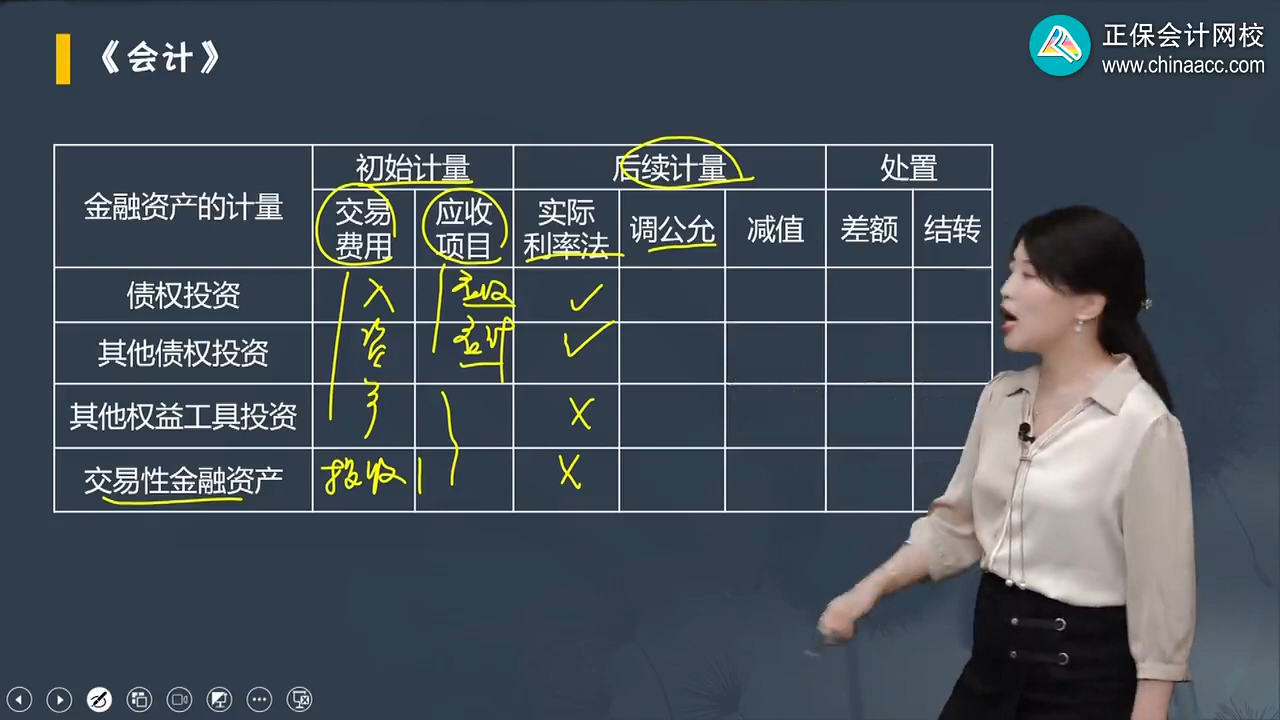 《会计》
正保会计网校
www.chinaacc.com
金融资产的计量
初始计量
后续计量
处置
交易
费用
应收
项目
实际
利率法
调公允
减值
差额
结转
债权投资
入
✓
其他债权投资
资
✓
其他权益工具投资
X
交易性金融资产
投收
X